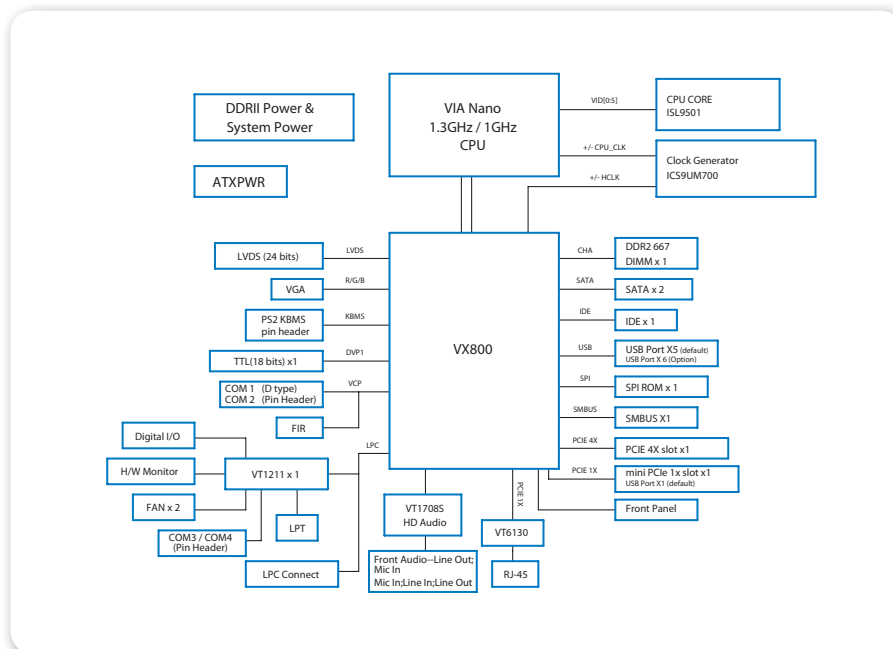 DDRII Power &
System Power
ATXPWR
VIA Nano
1.3GHz / 1GHz
CPU
VID[0:5]
CPU CORE
ISL9501
+/- CPU_CLK
Clock Generator
ICS9UM700
+/- HCLK
VX800
LVDS (24 bits)
LVDS
VGA
R/G/B
PS2 KBMS
pin header
KBMS
TTL(18 bits) x1
DVP1
COM 1 (D type)
COM 2 (Pin Header)
VCP
FIR
LPC
Digital I/O
H/W Monitor
FAN x 2
VT1211 x 1
COM3 / COM4
(Pin Header)
LPT
LPC Connect
VT1708S
HD Audio
Front Audio--Line Out;
Mic In
Mic In;Line In;Line Out
PCIE 1X
VT6130
RJ-45
CHA
DDR2 667
DIMM x 1
SATA
SATA x 2
IDE
IDE x 1
USB
USB Port X5 (default)
USB Port X 6 (Option)
SPI
SPI ROM x 1
SMBUS
SMBUS X1
PCIE 4X
PCIE 4X slot x1
PCIE 1X
mini PCIe 1x slot x1
USB Port X1 (default)
Front Panel